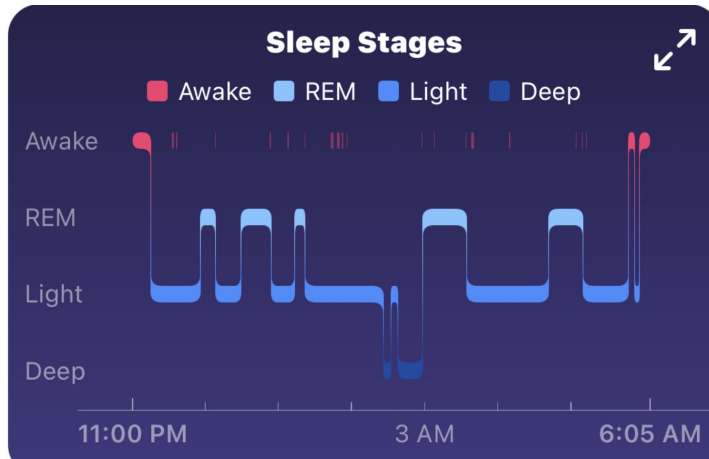 Sleep Stages
Awake REM Light Deep
Awake
REM
Light
Deep
11:00 PM 3 AM 6:05 AM